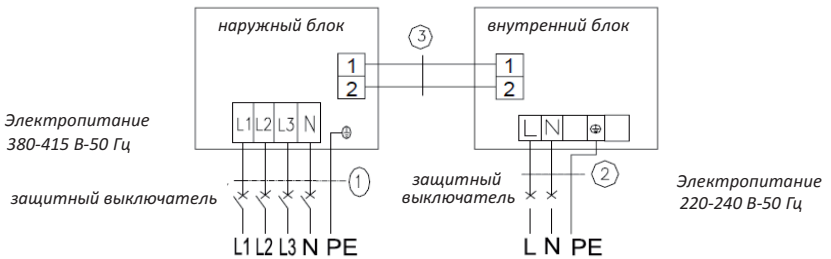 наружный блок
внутренний блок
3
1
2
1
2
L1 L2 L3 N
L N
Электропитание
380-415 В-50 Гц
1
2
защитный выключатель
защитный
выключатель
Электропитание
220-240 В-50 Гц
L1 L2 L3 N PE
L N PE